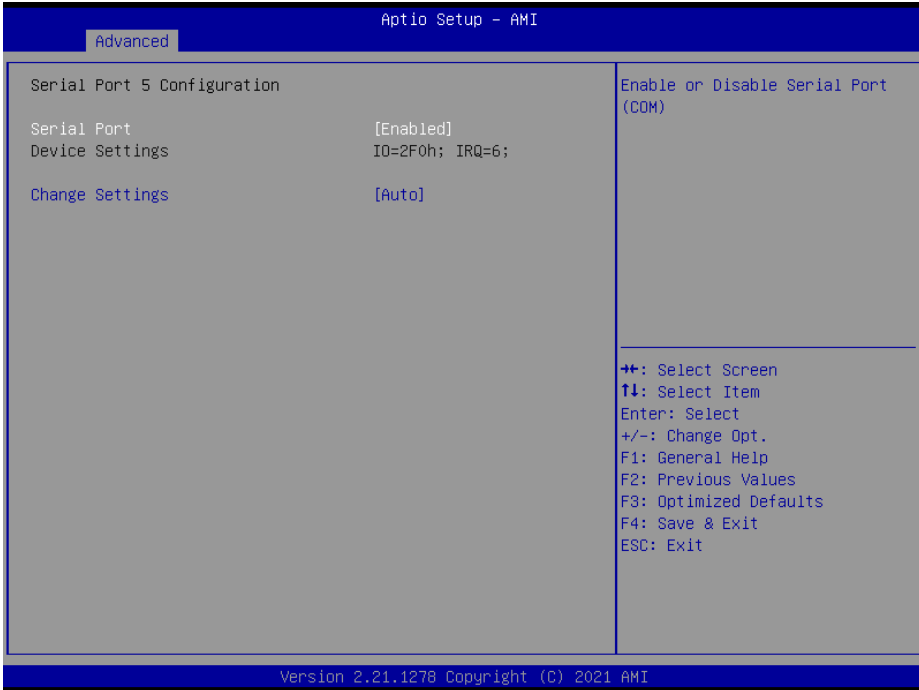 Aptio Setup - AMI
Advanced
Serial Port 5 Configuration
Serial Port [Enabled]
Device Settings IO=2F0h; IRQ=6;
Change Settings [Auto]
Enable or Disable Serial Port
(COM)
→←: Select Screen
↑↓: Select Item
Enter: Select
+/-: Change Opt.
F1: General Help
F2: Previous Values
F3: Optimized Defaults
F4: Save & Exit
ESC: Exit
Version 2.21.1278 Copyright (C) 2021 AMI